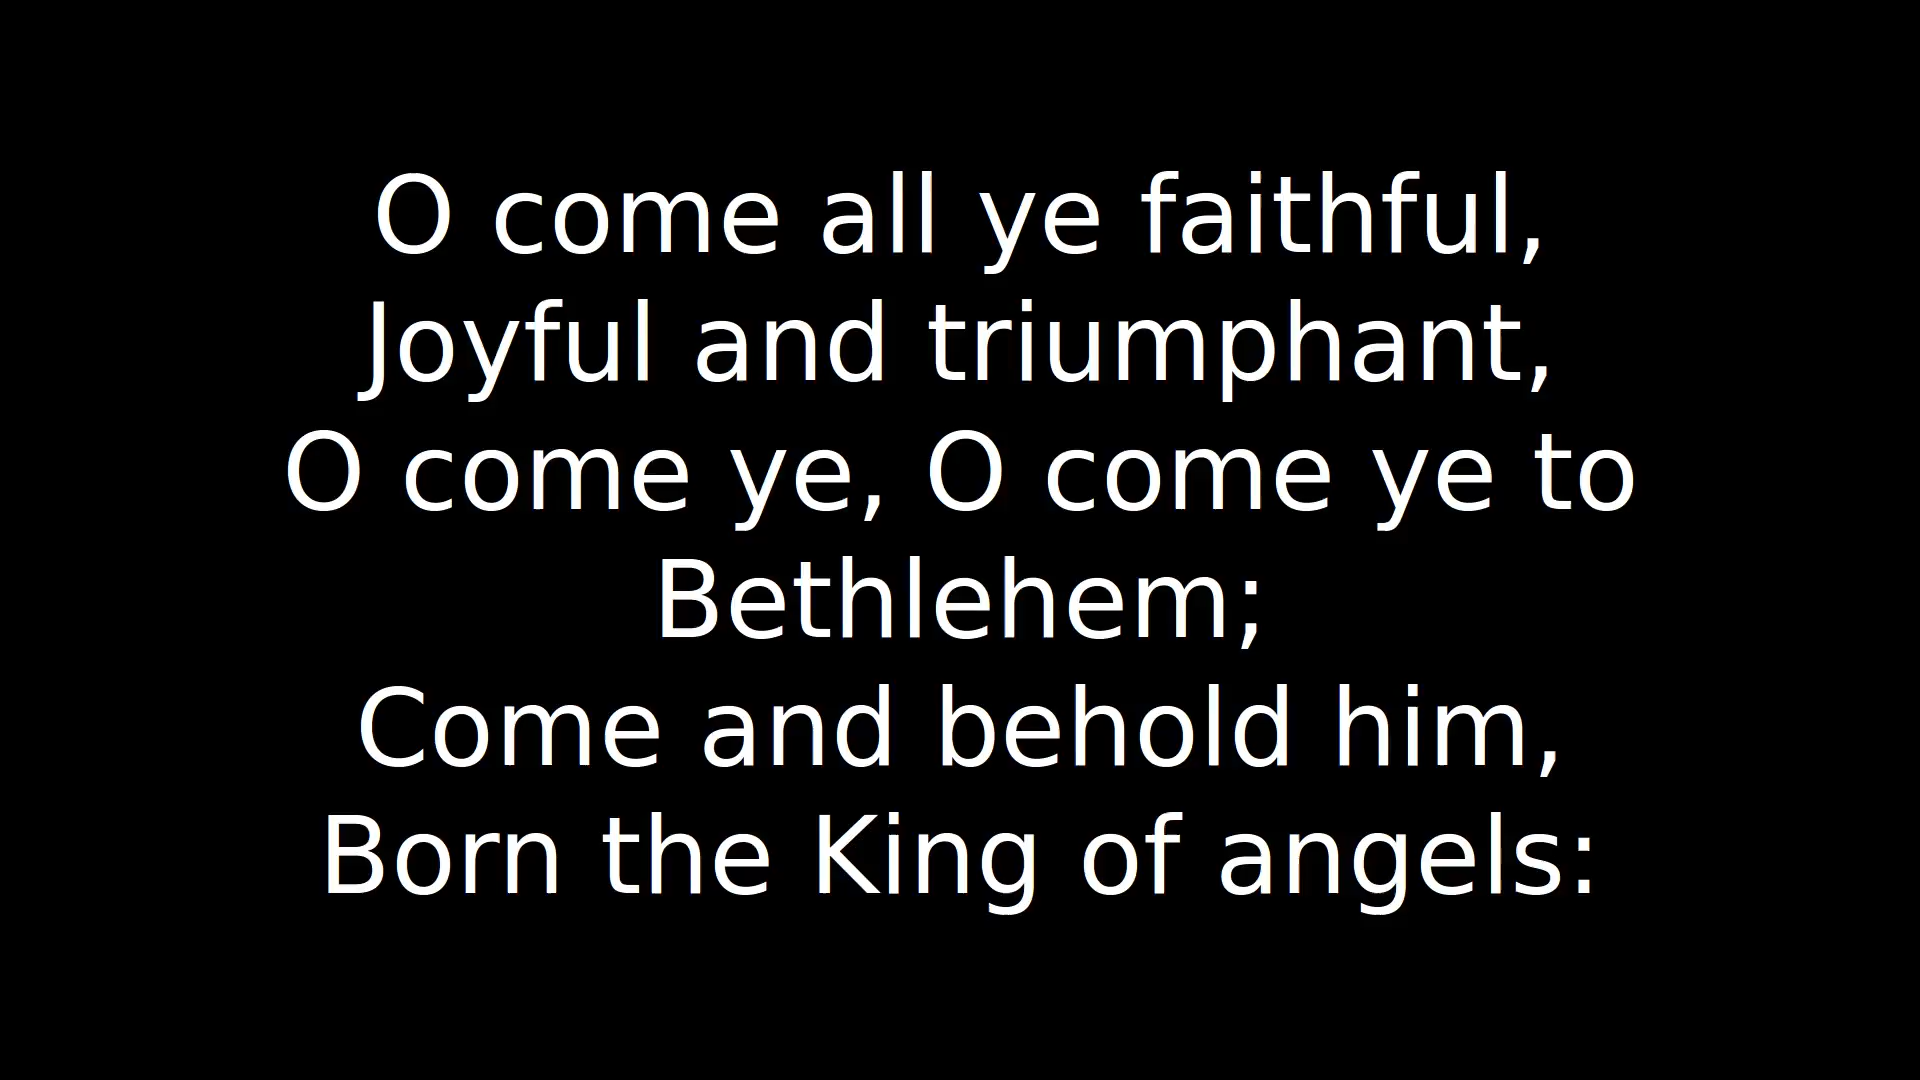 O come all ye faithful,
Joyful and triumphant,
O come ye, O come ye to
Bethlehem;
Come and behold him,
Born the King of angels: